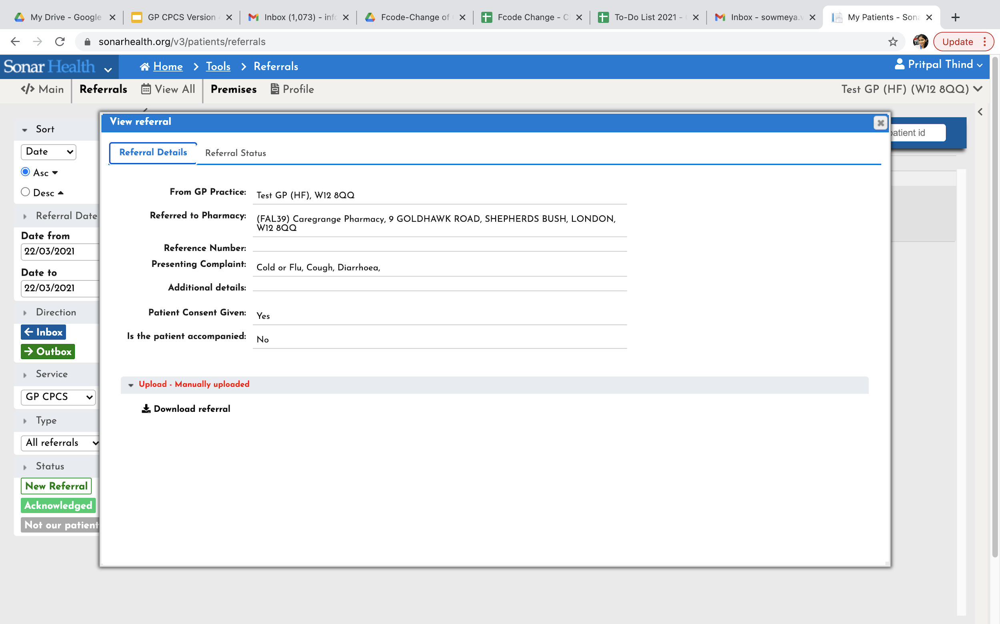 My Drive - Google
GP CPCS Version
Inbox (1,073) - info
Fcode-Change of
Fcode Change - C
To-Do List 2021 -
Inbox - sowmeya.v
My Patients - Sona
sonarhealth.org/v3/patients/referrals
Update
Sonar Health
Home > Tools > Referrals
Pritpal Thind
</> Main
Referrals
View All
Premises
Profile
Test GP (HF) (W12 8QQ)
View referral
patient id
Sort
Date
Asc
Desc
Referral Date
Date from
22/03/2021
Date to
22/03/2021
Direction
← Inbox
→ Outbox
Service
GP CPCS
Type
All referrals
Status
New Referral
Acknowledged
Not our patient
Referral Details
Referral Status
From GP Practice: Test GP (HF), W12 8QQ
Referred to Pharmacy: (FAL39) Caregrange Pharmacy, 9 GOLDHAWK ROAD, SHEPHERDS BUSH, LONDON,
W12 8QQ
Reference Number:
Presenting Complaint: Cold or Flu, Cough, Diarrhoea,
Additional details:
Patient Consent Given: Yes
Is the patient accompanied: No
Upload - Manually uploaded
Download referral